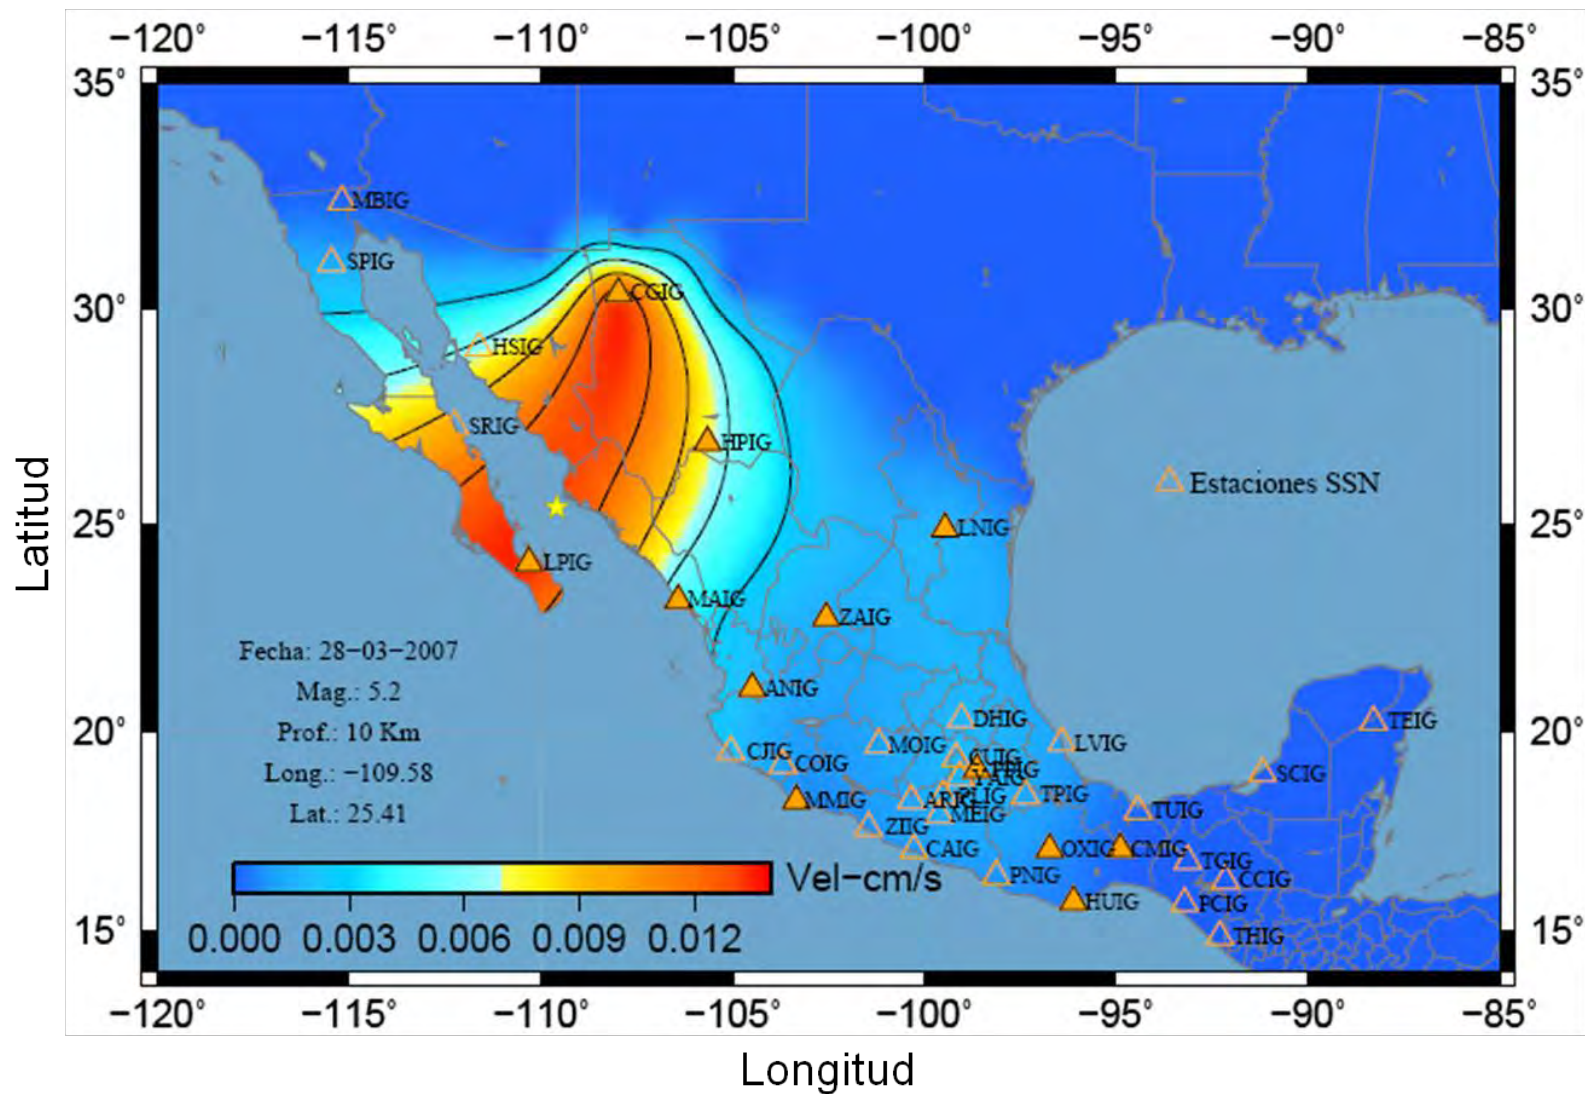 −120° −115° −110° −105° −100° −95° −90° −85°
35° 35°
MBIG
SPIG
CGIG
30° 30°
HSIG
SRIG
HPIG
Estaciones SSN
25° LNIG 25°
LPIG
MAIG
ZAIG
Fecha: 28−03−2007
Mag.: 5.2
Prof.: 10 Km
Long.: −109.58
Lat.: 25.41
ANIG
DHIG
TEIG
20° 20°
CJIG
MOIG
LVIG
COIG
CUIG
PPIG
SCIG
MMIG
ARIG
PLIG
TPIG
MEIG
TUIG
ZIIG
CAIG
OXIG
CMIG
TGIG
PNIG
CCIG
HUIG
PCIG
15° 15°
THIG
Vel−cm/s
0.000 0.003 0.006 0.009 0.012
−120° −115° −110° −105° −100° −95° −90° −85°
Latitud
Longitud